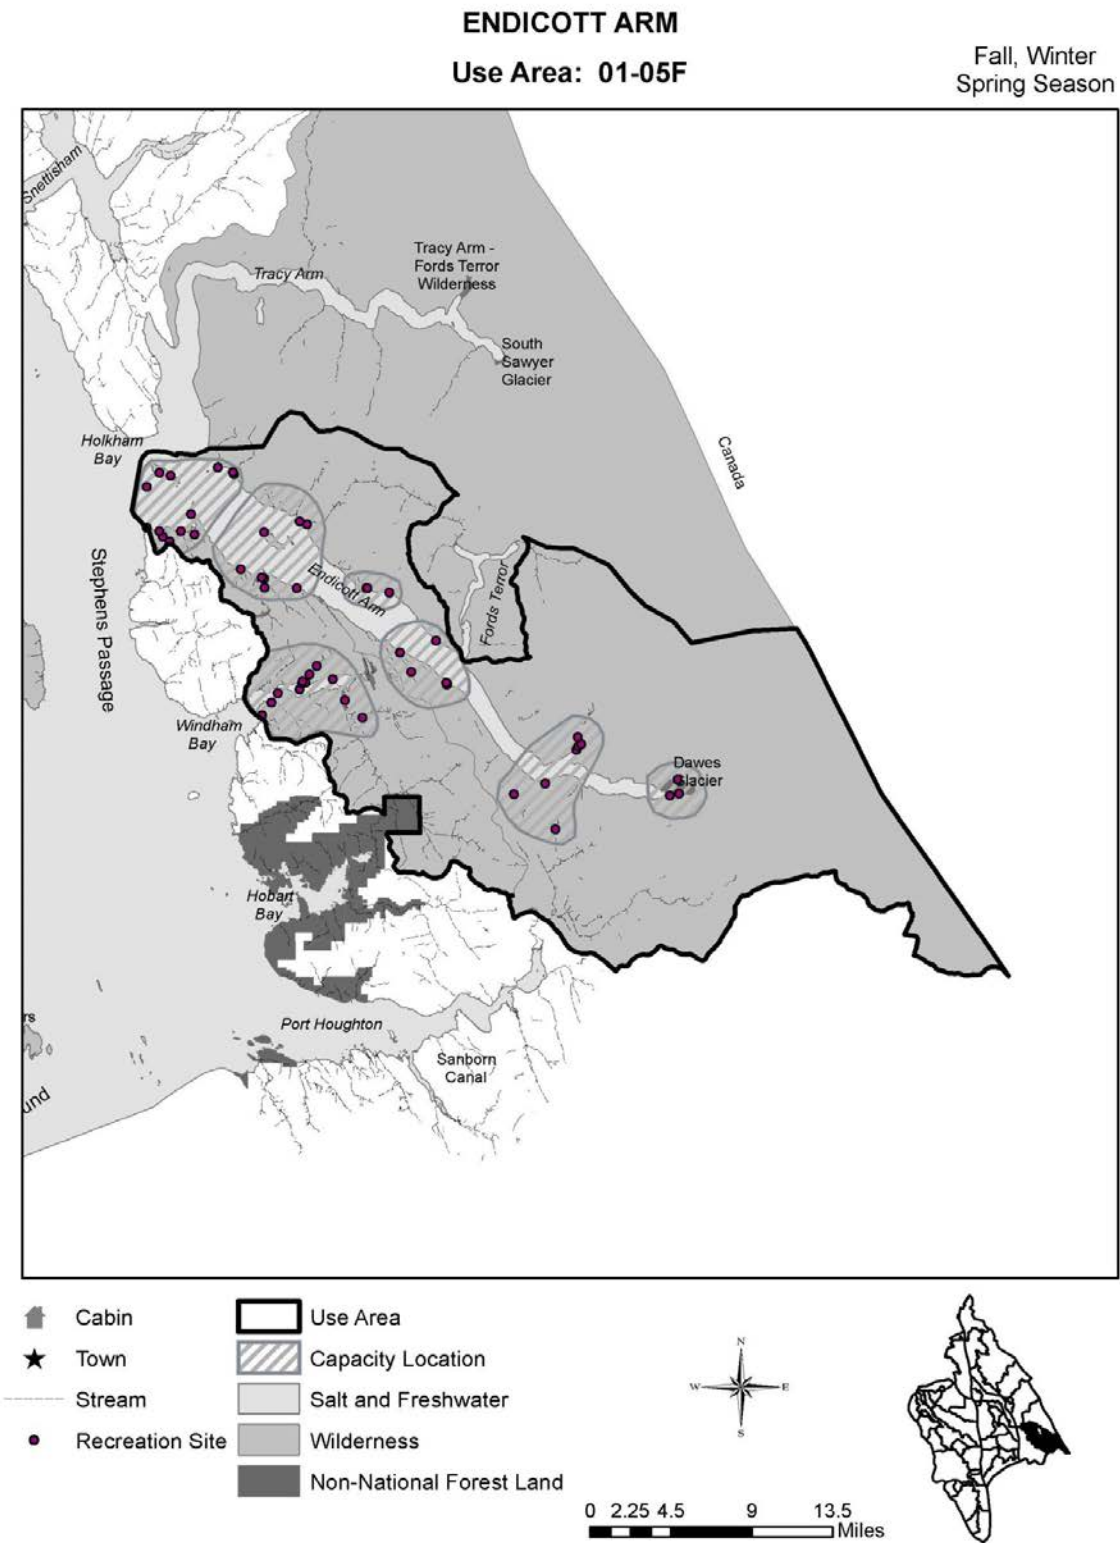 ENDICOTT ARM
Use Area: 01-05F
Fall, Winter
Spring Season
Snettisham
Tracy Arm -
Fords Terror
Wilderness
Tracy Arm
South
Sawyer
Glacier
Holkham
Bay
Canada
Stephens Passage
Endicott Arm
Fords Terror
Windham
Bay
Dawes
Glacier
Hobart
Bay
rs
Port Houghton
Sanborn
Canal
und
Cabin
Town
Stream
Recreation Site
Use Area
Capacity Location
Salt and Freshwater
Wilderness
Non-National Forest Land
N
W
E
S
0 2.25 4.5 9 13.5
Miles